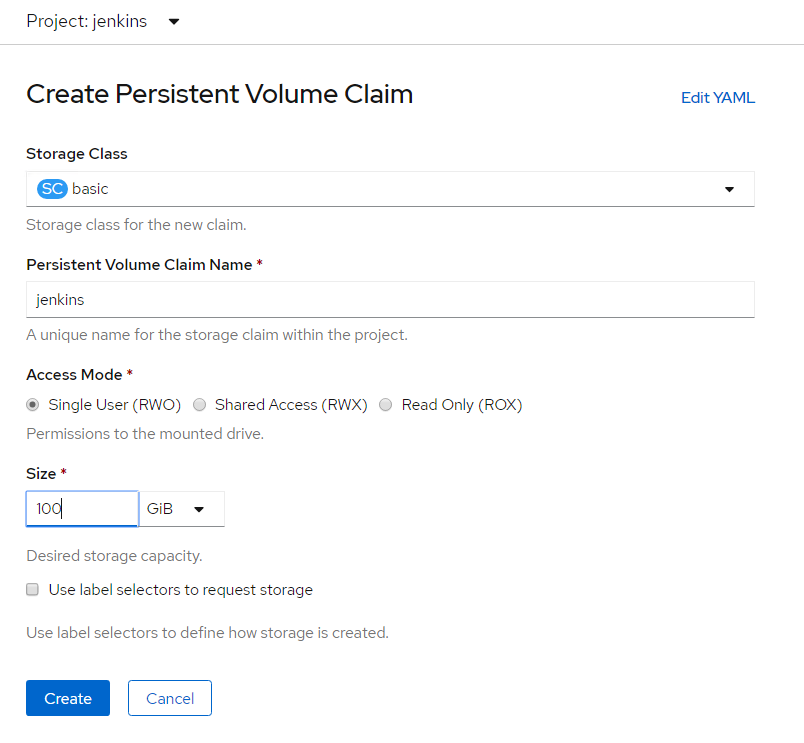 Project: jenkins
Create Persistent Volume Claim
Edit YAML
Storage Class
SC basic
Storage class for the new claim.
Persistent Volume Claim Name *
jenkins
A unique name for the storage claim within the project.
Access Mode *
Single User (RWO) Shared Access (RWX) Read Only (ROX)
Permissions to the mounted drive.
Size *
100 GiB
Desired storage capacity.
Use label selectors to request storage
Use label selectors to define how storage is created.
Create Cancel